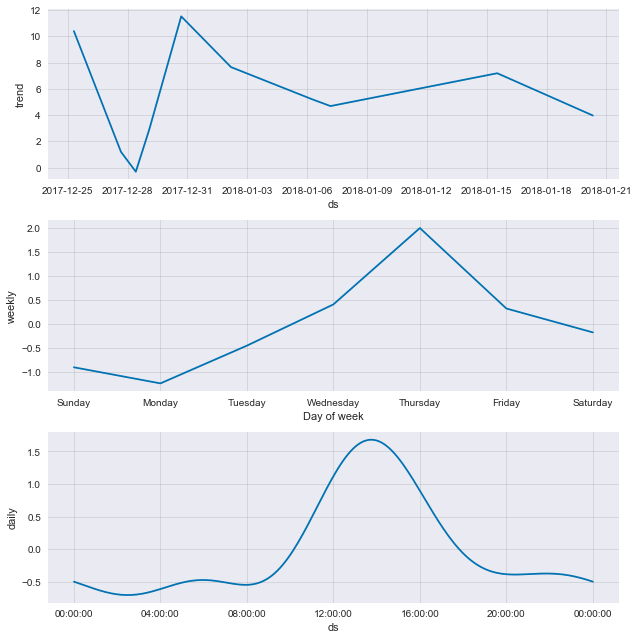 12
10
8
6
4
2
0
trend
2017-12-25 2017-12-28 2017-12-31 2018-01-03 2018-01-06 2018-01-09 2018-01-12 2018-01-15 2018-01-18 2018-01-21
ds
2.0
1.5
1.0
0.5
0.0
−0.5
−1.0
weekly
Sunday Monday Tuesday Wednesday Thursday Friday Saturday
Day of week
1.5
1.0
0.5
0.0
−0.5
daily
00:00:00 04:00:00 08:00:00 12:00:00 16:00:00 20:00:00 00:00:00
ds